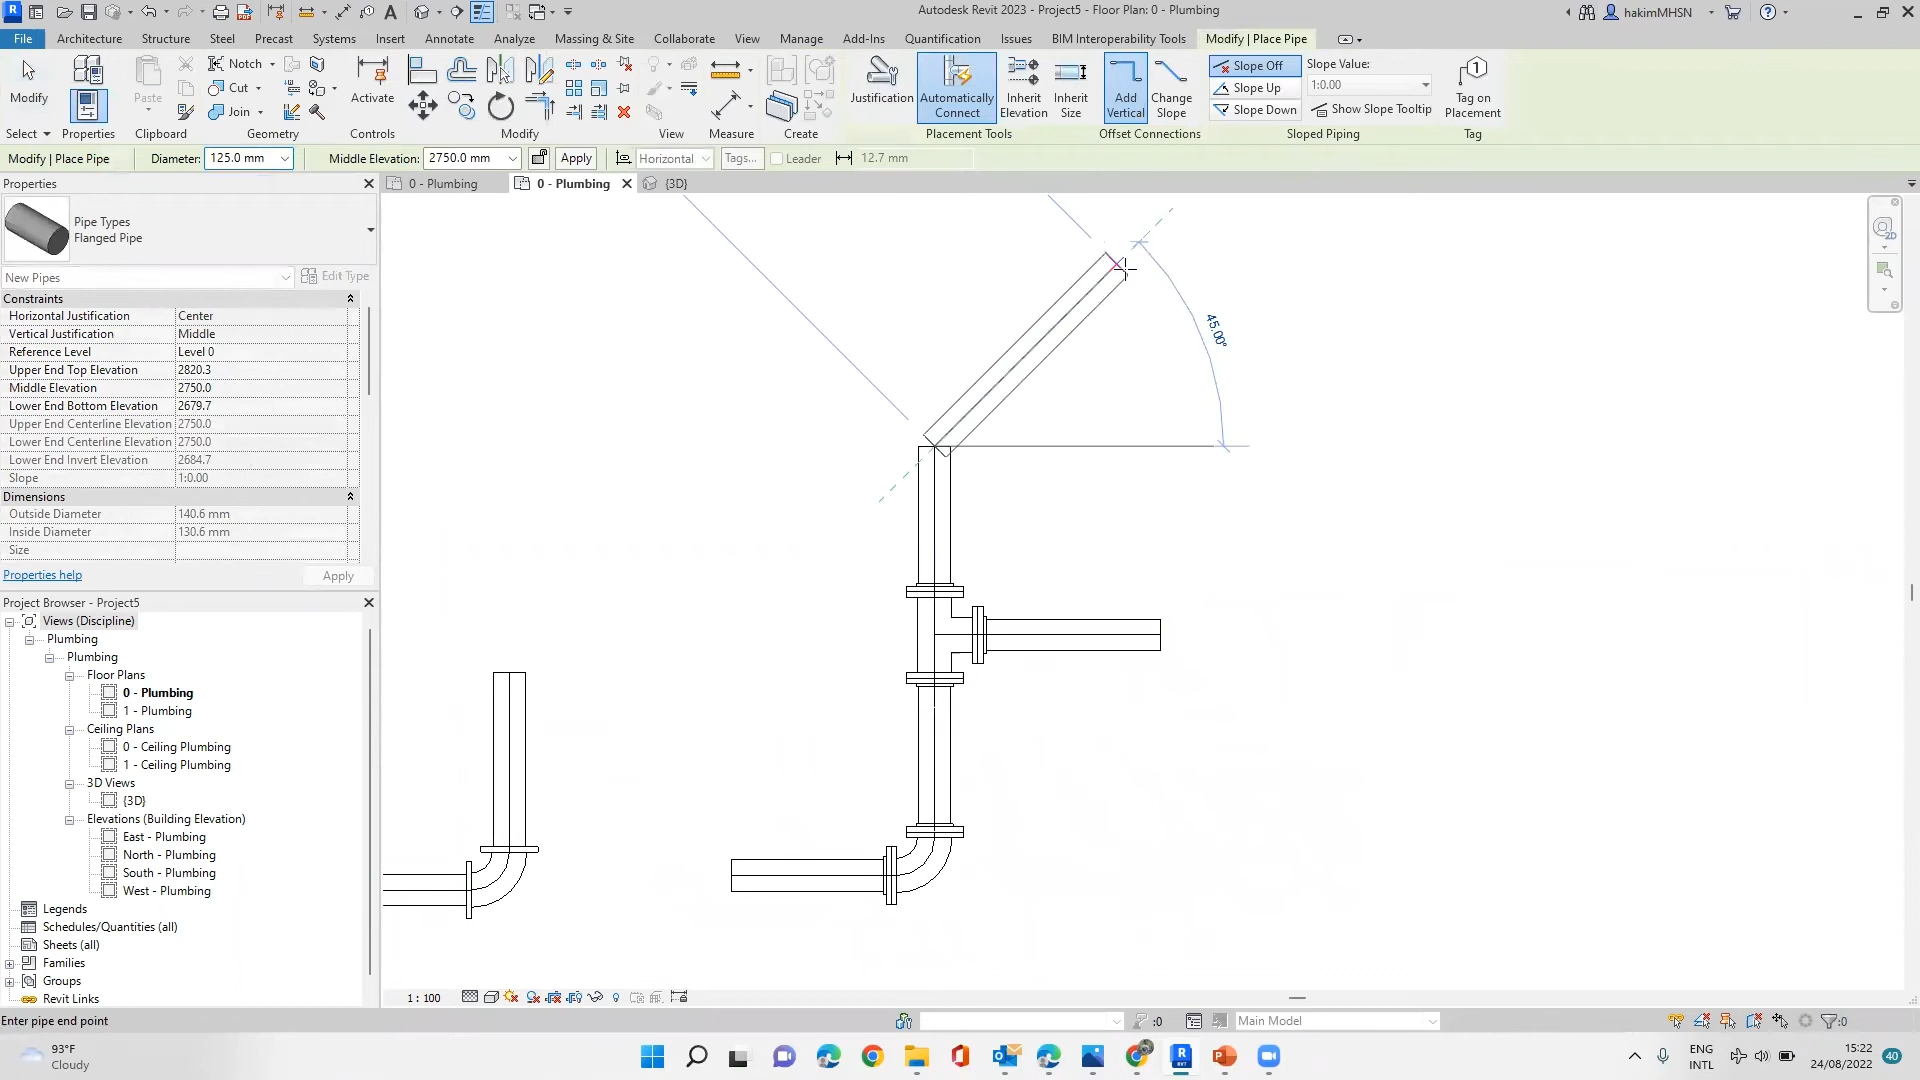 Autodesk Revit 2023 - Project5 - Floor Plan: 0 - Plumbing
hakimMHSN
File Architecture Structure Steel Precast Systems Insert Annotate Analyze Massing & Site Collaborate View Manage Add-Ins Quantification Issues BIM Interoperability Tools Modify | Place Pipe
Modify
Paste
Notch
Cut
Join
Activate
Justification
Automatically Connect
Inherit Elevation
Inherit Size
Add Vertical
Change Slope
Slope Off
Slope Up
Slope Down
Slope Value:
1:0.00
Show Slope Tooltip
Tag on Placement
Select Properties Clipboard Geometry Controls Modify View Measure Create Placement Tools Offset Connections Sloped Piping Tag
Modify | Place Pipe Diameter: 125.0 mm Middle Elevation: 2750.0 mm Apply Horizontal Tags... Leader 12.7 mm
Properties
0 - Plumbing
0 - Plumbing
{3D}
Pipe Types
Flanged Pipe
New Pipes Edit Type
Constraints
Horizontal Justification Center
Vertical Justification Middle
Reference Level Level 0
Upper End Top Elevation 2820.3
Middle Elevation 2750.0
Lower End Bottom Elevation 2679.7
Upper End Centerline Elevation 2750.0
Lower End Centerline Elevation 2750.0
Lower End Invert Elevation 2684.7
Slope 1:0.00
Dimensions
Outside Diameter 140.6 mm
Inside Diameter 130.6 mm
Size
Properties help Apply
Project Browser - Project5
Views (Discipline)
Plumbing
Plumbing
Floor Plans
0 - Plumbing
1 - Plumbing
Ceiling Plans
0 - Ceiling Plumbing
1 - Ceiling Plumbing
3D Views
{3D}
Elevations (Building Elevation)
East - Plumbing
North - Plumbing
South - Plumbing
West - Plumbing
Legends
Schedules/Quantities (all)
Sheets (all)
Families
Groups
Revit Links
45.00°
2D
1 : 100
Enter pipe end point
:0
Main Model
:0
93°F
Cloudy
ENG
INTL
15:22
24/08/2022
40